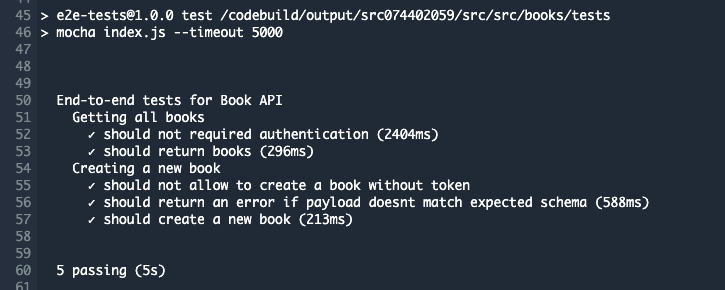 45 > e2e-tests@1.0.0 test /codebuild/output/src074402059/src/src/books/tests
46 > mocha index.js --timeout 5000
47
48
49
50 End-to-end tests for Book API
51 Getting all books
52 ✓ should not required authentication (2404ms)
53 ✓ should return books (296ms)
54 Creating a new book
55 ✓ should not allow to create a book without token
56 ✓ should return an error if payload doesnt match expected schema (588ms)
57 ✓ should create a new book (213ms)
58
59
60 5 passing (5s)
61